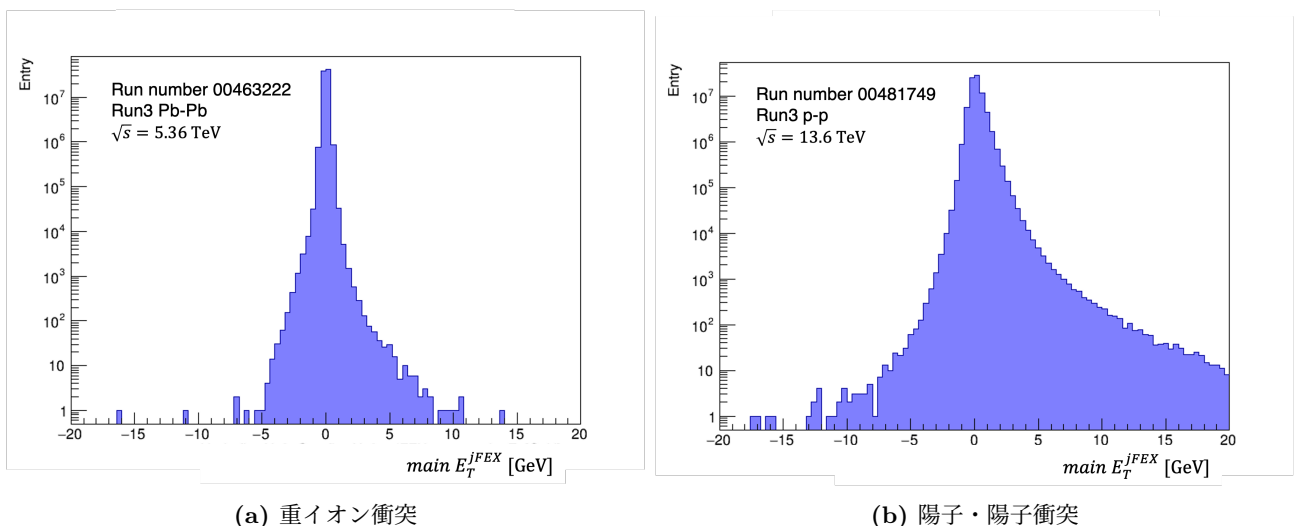 Entry
Run number 00463222
Run3 Pb-Pb
√s = 5.36 TeV
10^7
10^6
10^5
10^4
10^3
10^2
10
1
−20 −15 −10 −5 0 5 10 15 20
main E_T^{jFEX} [GeV]
(a) 重イオン衝突
Entry
Run number 00481749
Run3 p-p
√s = 13.6 TeV
10^7
10^6
10^5
10^4
10^3
10^2
10
1
−20 −15 −10 −5 0 5 10 15 20
main E_T^{jFEX} [GeV]
(b) 陽子・陽子衝突